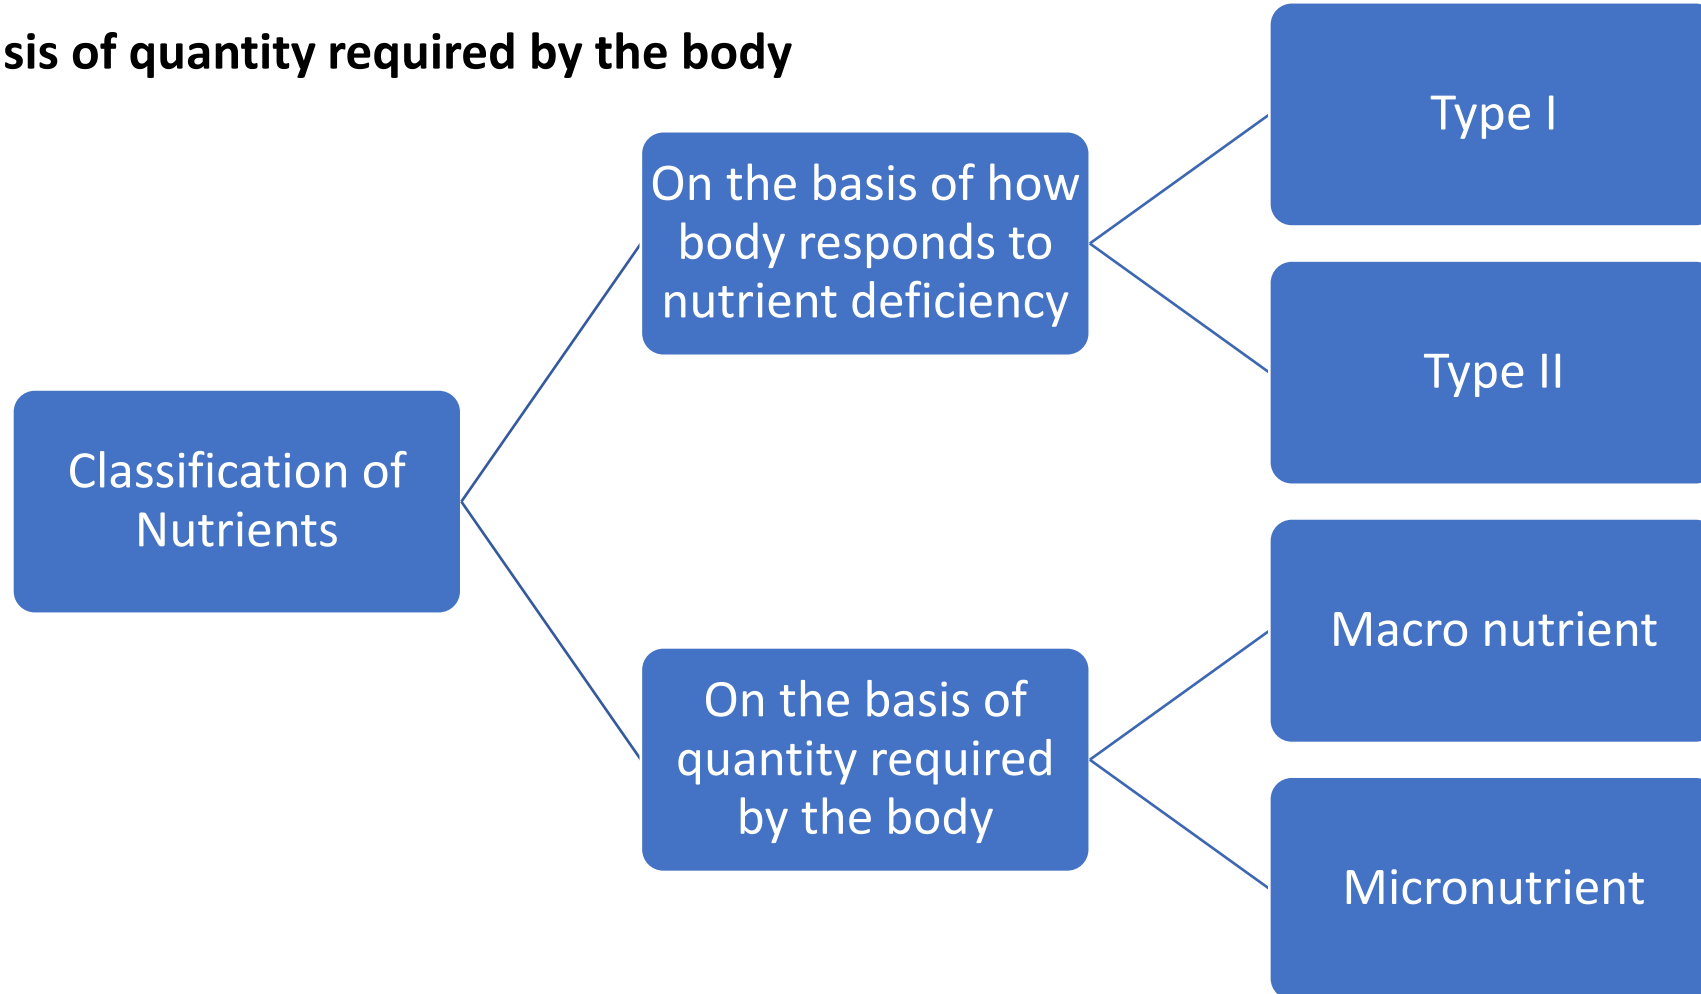 sis of quantity required by the body
Classification of
Nutrients
On the basis of how
body responds to
nutrient deficiency
Type I
Type II
On the basis of
quantity required
by the body
Macro nutrient
Micronutrient